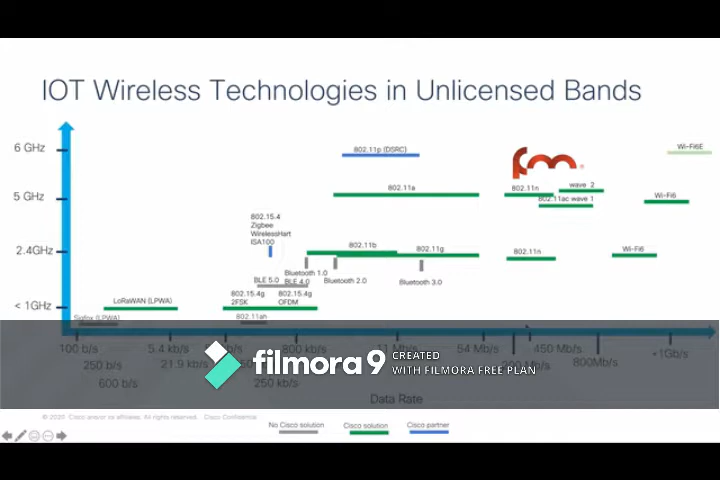 IOT Wireless Technologies in Unlicensed Bands
6 GHz
802.11p (DSRC)
Wi-Fi6E
fm
802.11a
802.11n
wave 2
5 GHz
802.11ac wave 1
Wi-Fi6
802.15.4
Zigbee
WirelessHart
ISA100
802.11b
802.11g
2.4GHz
802.11n
Wi-Fi6
Bluetooth 1.0
BLE 5.0
BLE 4.0
Bluetooth 2.0
Bluetooth 3.0
802.15.4g
2FSK
802.15.4g
OFDM
LoRaWAN (LPWA)
< 1GHz
Sigfox (LPWA)
802.11ah
100 b/s
5.4 kb/s
800 kb/s
11 Mb/s
54 Mb/s
450 Mb/s
+1Gb/s
250 b/s
21.9 kb/s
800Mb/s
600 b/s
250 kb/s
filmora9
CREATED
WITH FILMORA FREE PLAN
Data Rate
© 2020 Cisco and/or its affiliates. All rights reserved. Cisco Confidential
No Cisco solution
Cisco solution
Cisco partner